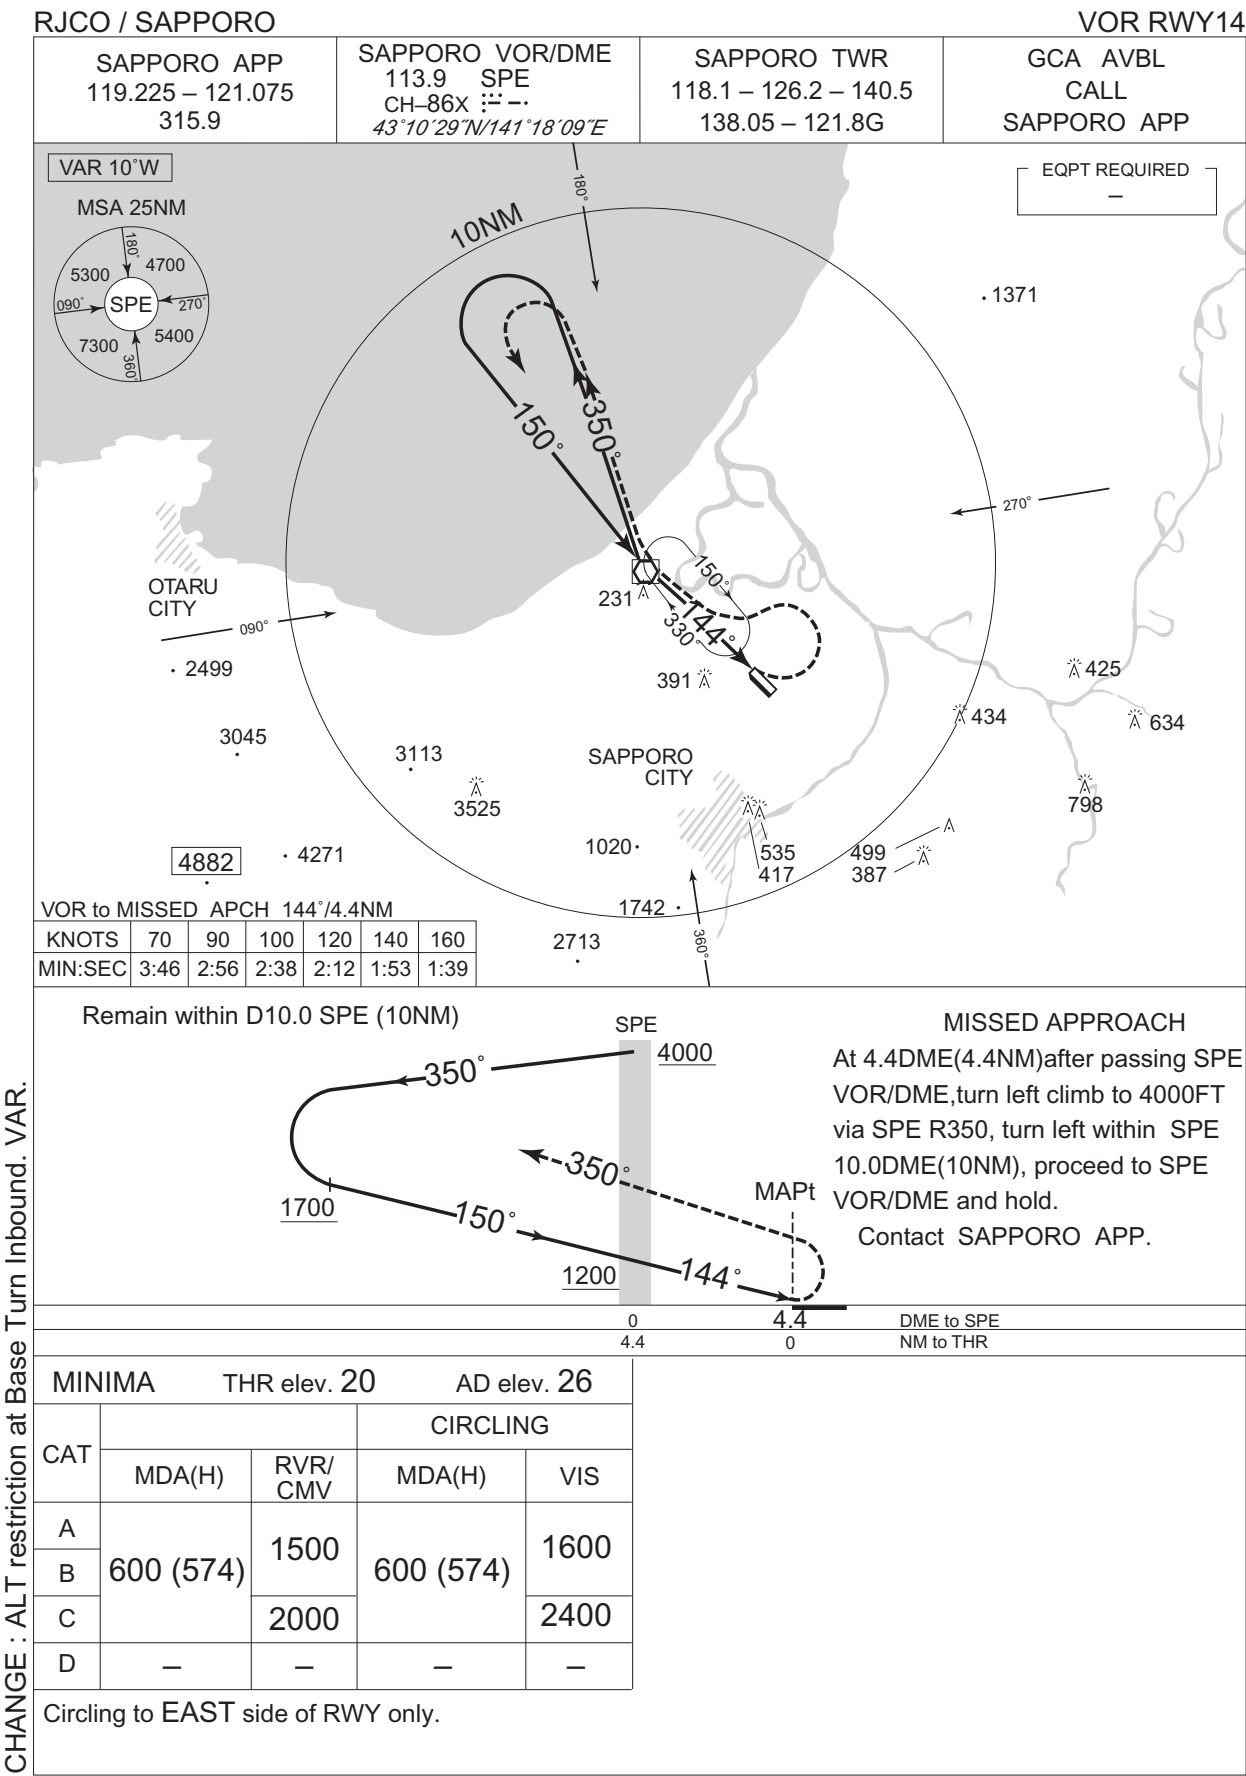 RJCO / SAPPORO
VOR RWY14
SAPPORO APP
119.225 – 121.075
315.9
SAPPORO VOR/DME
113.9 SPE
CH–86X
43°10´29˝N/141°18´09˝E
SAPPORO TWR
118.1 – 126.2 – 140.5
138.05 – 121.8G
GCA AVBL
CALL
SAPPORO APP
VAR 10˚W
EQPT REQUIRED
–
MSA 25NM
180˚
5300
4700
090˚
SPE
270˚
7300
5400
360˚
180˚
10NM
1371
150˚
350˚
270˚
OTARU
CITY
090˚
231
150˚
330˚
144˚
2499
391
425
434
634
3045
3113
3525
SAPPORO
CITY
798
1020
535
417
499
387
4882
4271
1742
2713
360˚
VOR to MISSED APCH 144˚/4.4NM
KNOTS 70 90 100 120 140 160
MIN:SEC 3:46 2:56 2:38 2:12 1:53 1:39
Remain within D10.0 SPE (10NM)
SPE
4000
350˚
350˚
1700
150˚
1200
144˚
MAPt
MISSED APPROACH
At 4.4DME(4.4NM)after passing SPE
VOR/DME,turn left climb to 4000FT
via SPE R350, turn left within SPE
10.0DME(10NM), proceed to SPE
VOR/DME and hold.
Contact SAPPORO APP.
0 4.4 DME to SPE
4.4 0 NM to THR
MINIMA THR elev. 20 AD elev. 26
CAT
CIRCLING
MDA(H) RVR/
CMV
MDA(H) VIS
A
B
C
600 (574)
1500
2000
600 (574)
1600
2400
D – – – –
Circling to EAST side of RWY only.
CHANGE : ALT restriction at Base Turn Inbound. VAR.